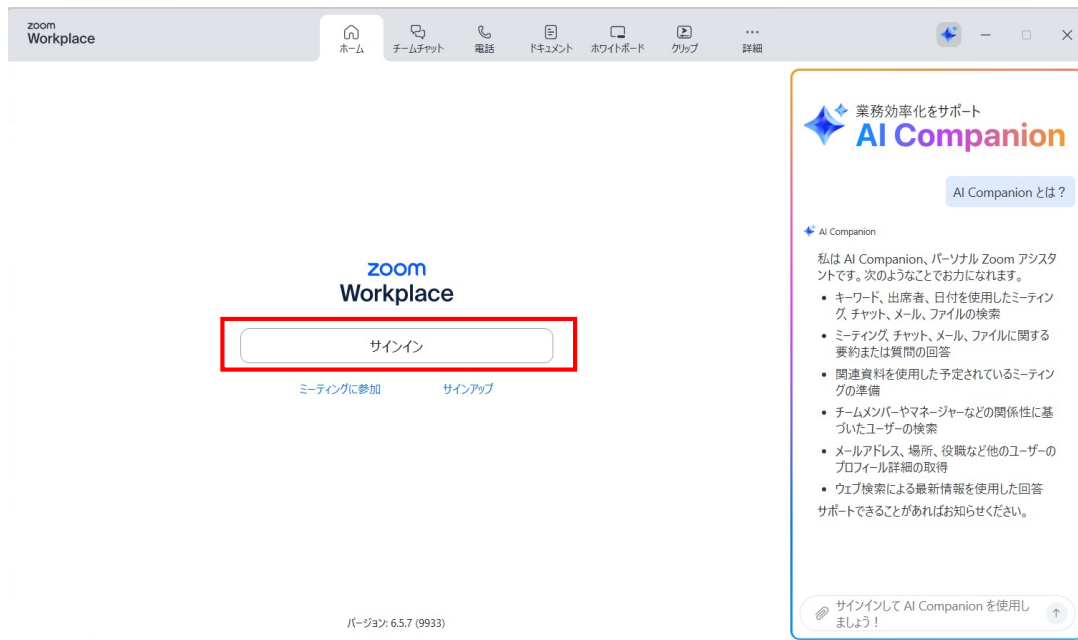 zoom
Workplace
ホーム
チームチャット
電話
ドキュメント
ホワイトボード
クリップ
詳細
zoom
Workplace
サインイン
ミーティングに参加
サインアップ
バージョン: 6.5.7 (9933)
業務効率化をサポート
AI Companion
AI Companion とは？
AI Companion
私は AI Companion、パーソナル Zoom アシスタ
ントです。次のようなことでお力になれます。
• キーワード、出席者、日付を使用したミーティン
グ、チャット、メール、ファイルの検索
• ミーティング、チャット、メール、ファイルに関する
要約または質問の回答
• 関連資料を使用した予定されているミーティン
グの準備
• チームメンバーやマネージャーなどの関係性に基
づいたユーザーの検索
• メールアドレス、場所、役職など他のユーザーの
プロフィール詳細の取得
• ウェブ検索による最新情報を使用した回答
サポートできることがあればお知らせください。
サインインして AI Companion を使用し
ましょう！